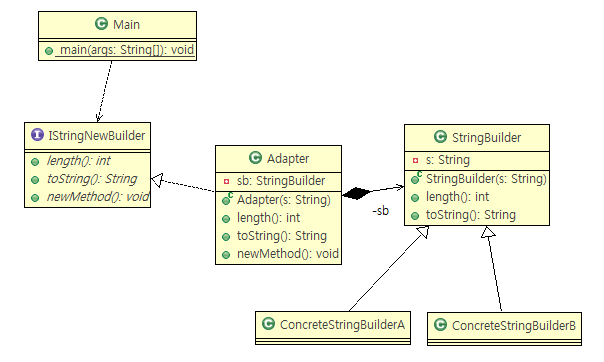 Main
main(args: String[]): void
IStringNewBuilder
length(): int
toString(): String
newMethod(): void
Adapter
sb: StringBuilder
Adapter(s: String)
length(): int
toString(): String
newMethod(): void
-sb
StringBuilder
s: String
StringBuilder(s: String)
length(): int
toString(): String
ConcreteStringBuilderA
ConcreteStringBuilderB